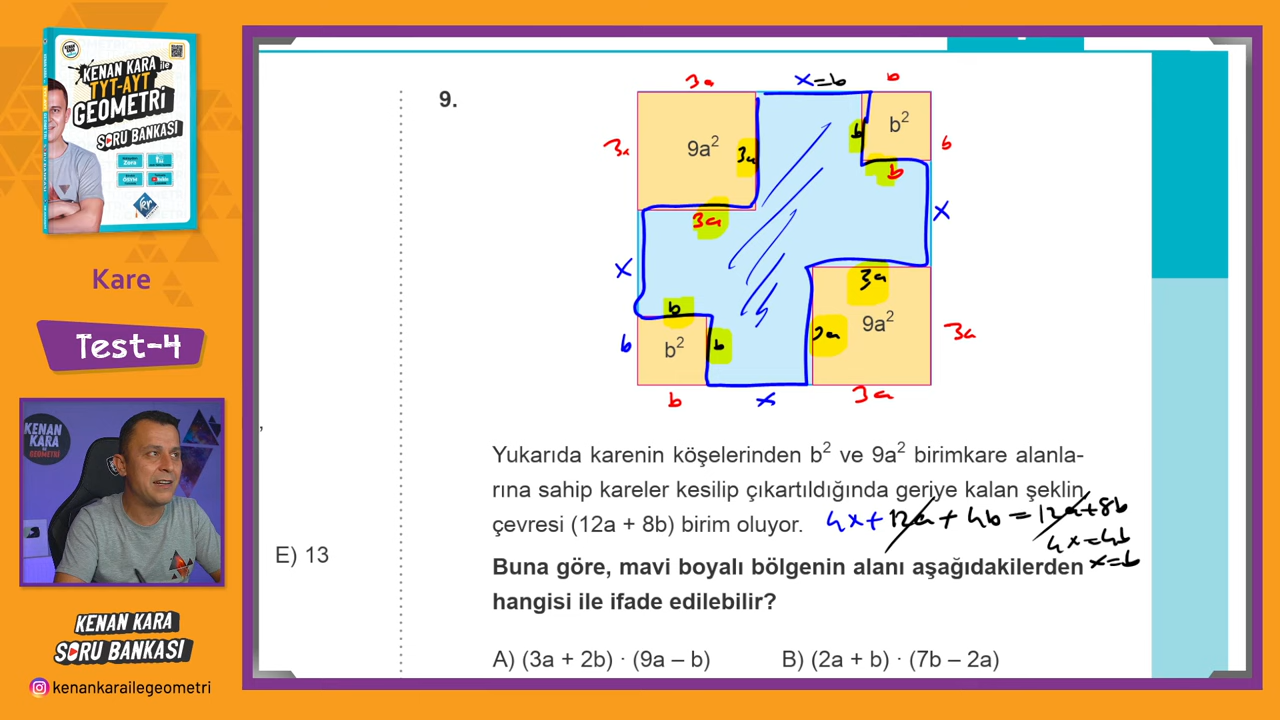 KENAN KARA ile
TYT-AYT
GEOMETRİ
SORU BANKASI
Kare
Test-4
KENAN KARA
GEOMETRİ
KENAN KARA
SORU BANKASI
kenankarailegeometri
E) 13
9.
3a x=b b
3a 9a² 3a b b² b
3a b x
x
b 3a
b b² b 3a 9a² 3a
b x 3a
Yukarıda karenin köşelerinden b² ve 9a² birimkare alanla-
rına sahip kareler kesilip çıkartıldığında geriye kalan şeklin
çevresi (12a + 8b) birim oluyor. 4x+12a+4b=12a+8b
4x=4b
Buna göre, mavi boyalı bölgenin alanı aşağıdakilerden x=b
hangisi ile ifade edilebilir?
A) (3a + 2b) · (9a – b) B) (2a + b) · (7b – 2a)